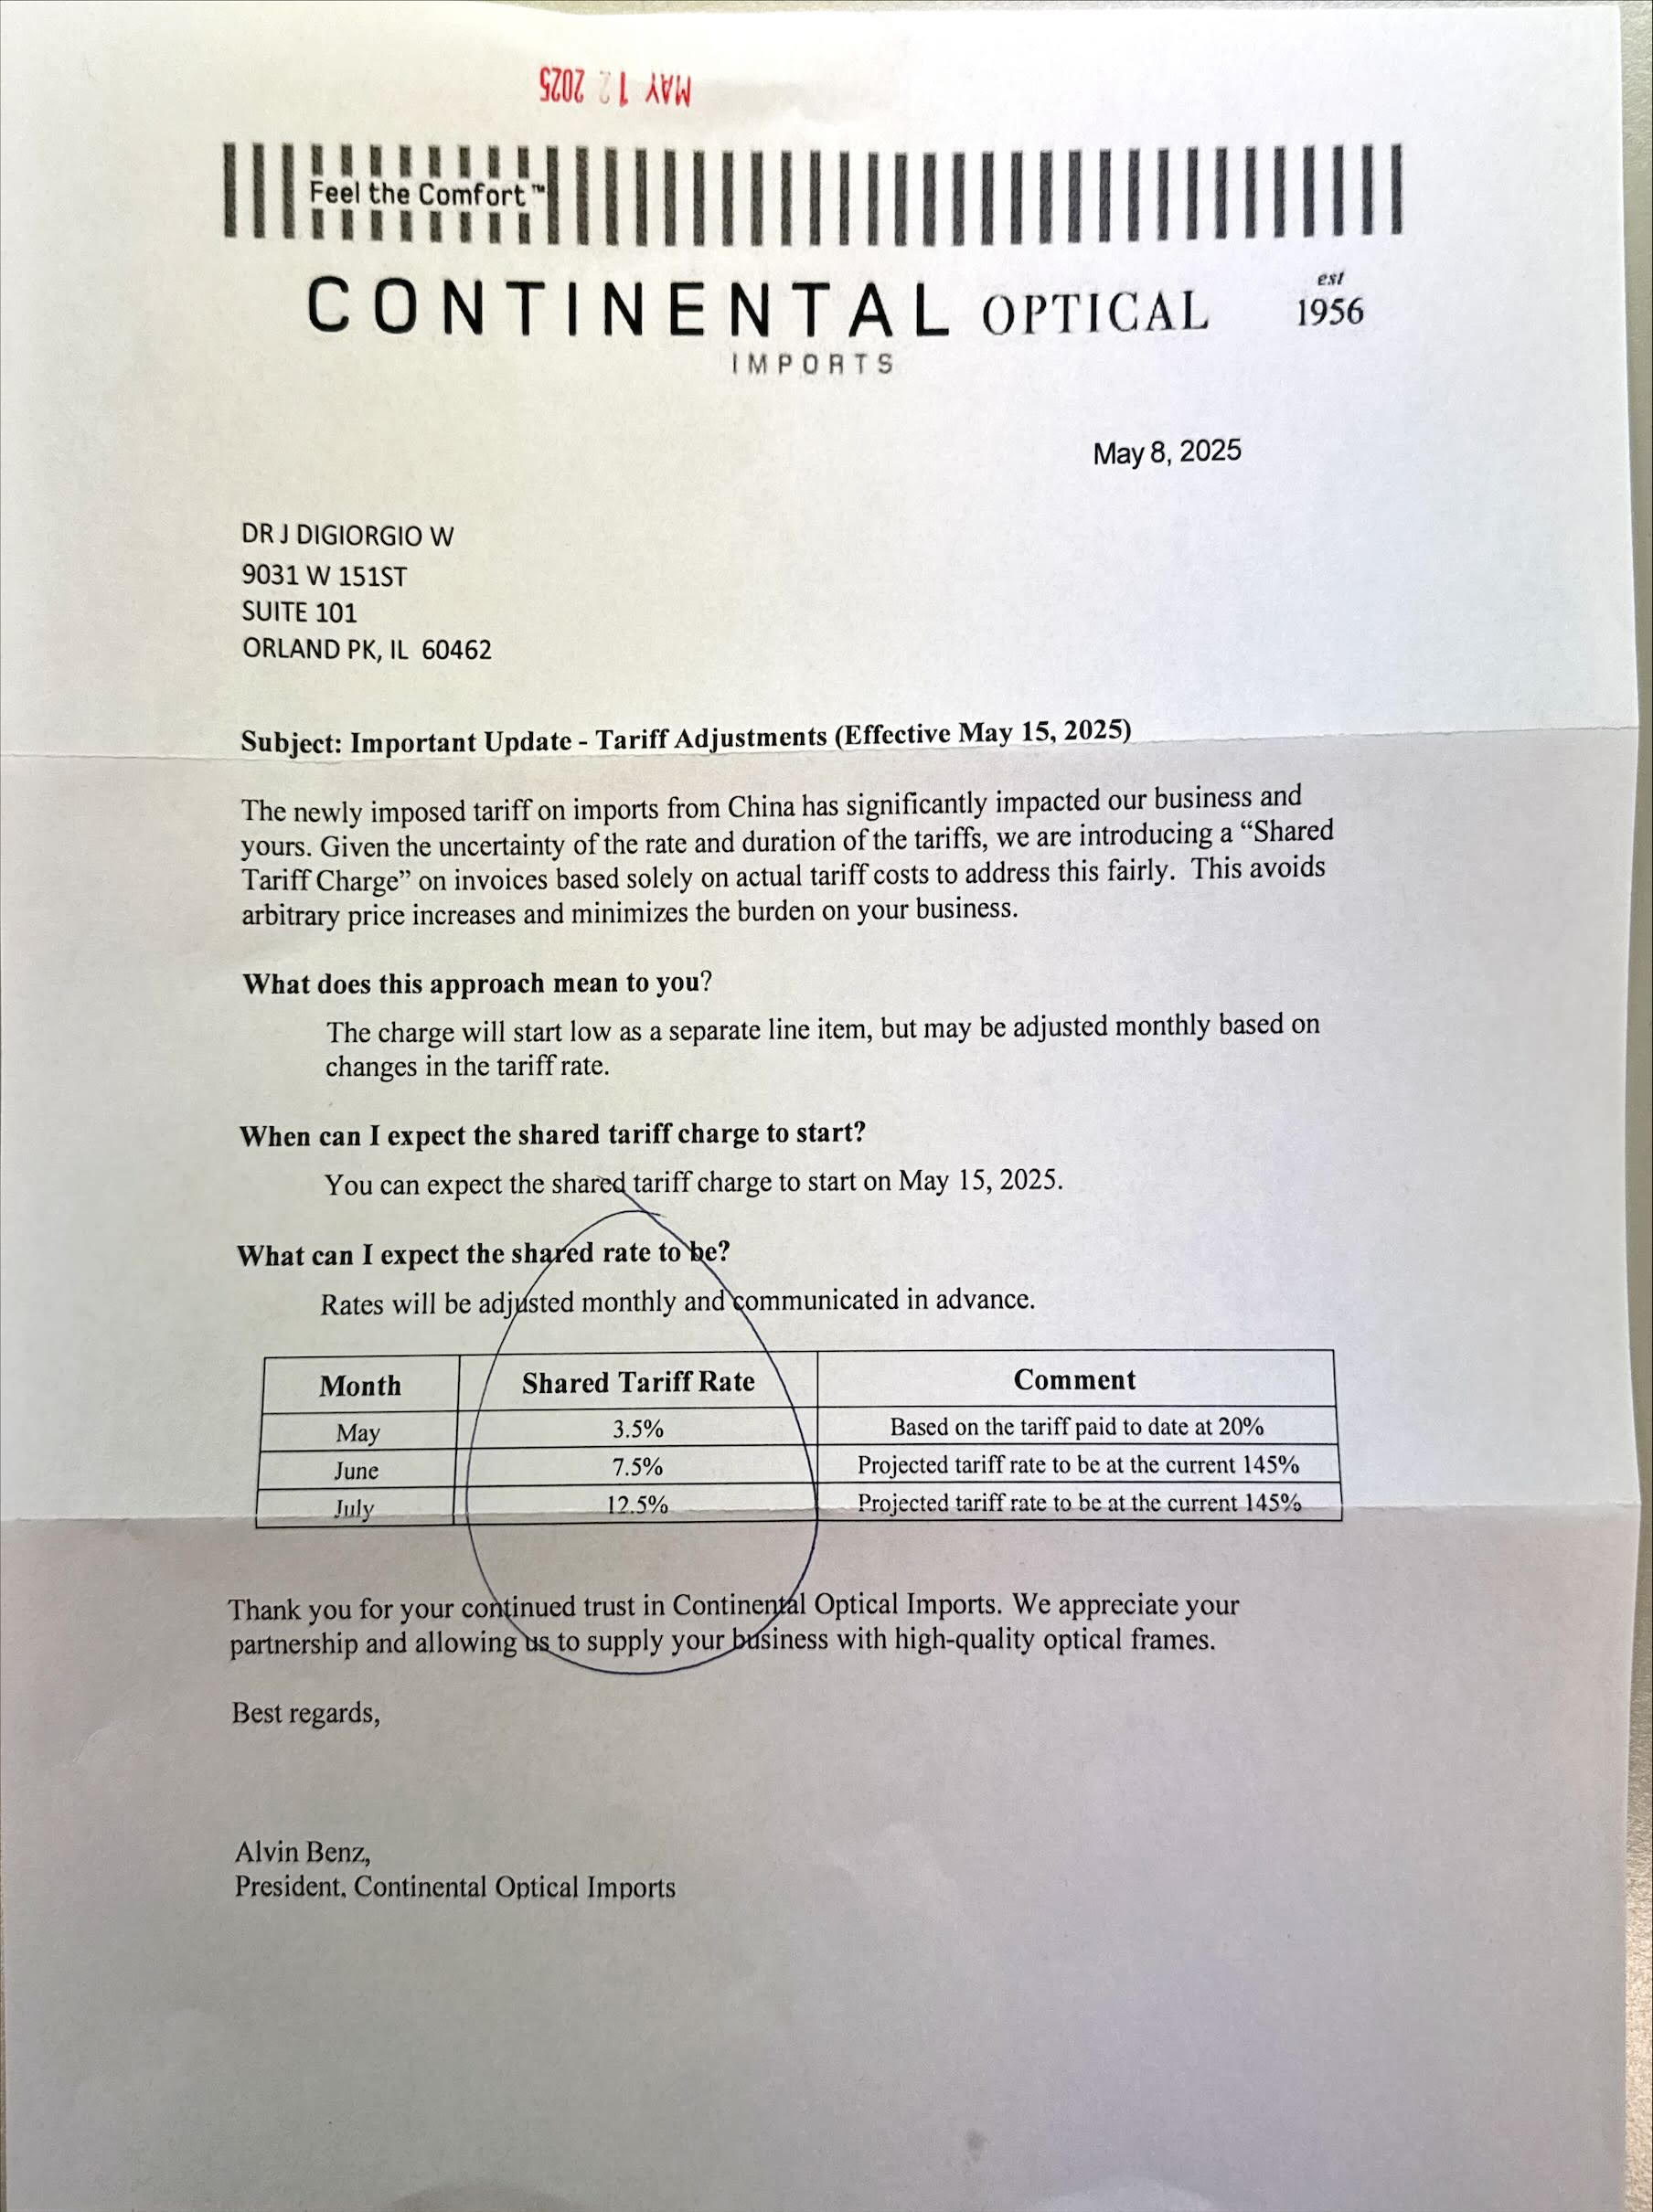 MAY 12 2025
Feel the Comfort™
CONTINENTAL OPTICAL
est
1956
IMPORTS
May 8, 2025
DR J DIGIORGIO W
9031 W 151ST
SUITE 101
ORLAND PK, IL 60462
Subject: Important Update - Tariff Adjustments (Effective May 15, 2025)
The newly imposed tariff on imports from China has significantly impacted our business and
yours. Given the uncertainty of the rate and duration of the tariffs, we are introducing a “Shared
Tariff Charge” on invoices based solely on actual tariff costs to address this fairly. This avoids
arbitrary price increases and minimizes the burden on your business.
What does this approach mean to you?
The charge will start low as a separate line item, but may be adjusted monthly based on
changes in the tariff rate.
When can I expect the shared tariff charge to start?
You can expect the shared tariff charge to start on May 15, 2025.
What can I expect the shared rate to be?
Rates will be adjusted monthly and communicated in advance.
Month Shared Tariff Rate Comment
May 3.5% Based on the tariff paid to date at 20%
June 7.5% Projected tariff rate to be at the current 145%
July 12.5% Projected tariff rate to be at the current 145%
Thank you for your continued trust in Continental Optical Imports. We appreciate your
partnership and allowing us to supply your business with high-quality optical frames.
Best regards,
Alvin Benz,
President, Continental Optical Imports